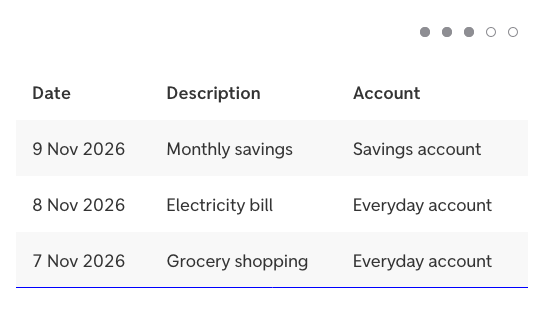 Date Description Account
9 Nov 2026 Monthly savings Savings account
8 Nov 2026 Electricity bill Everyday account
7 Nov 2026 Grocery shopping Everyday account